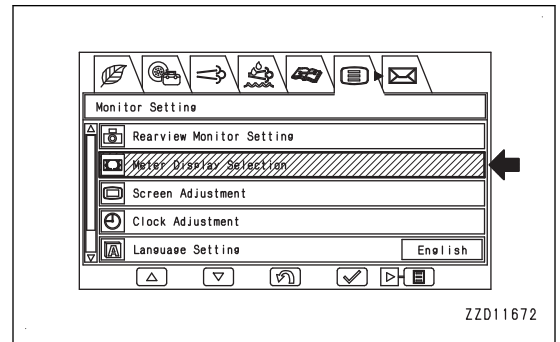 Monitor Setting
Rearview Monitor Setting
Meter Display Selection
Screen Adjustment
Clock Adjustment
Language Setting English
ZZD11672